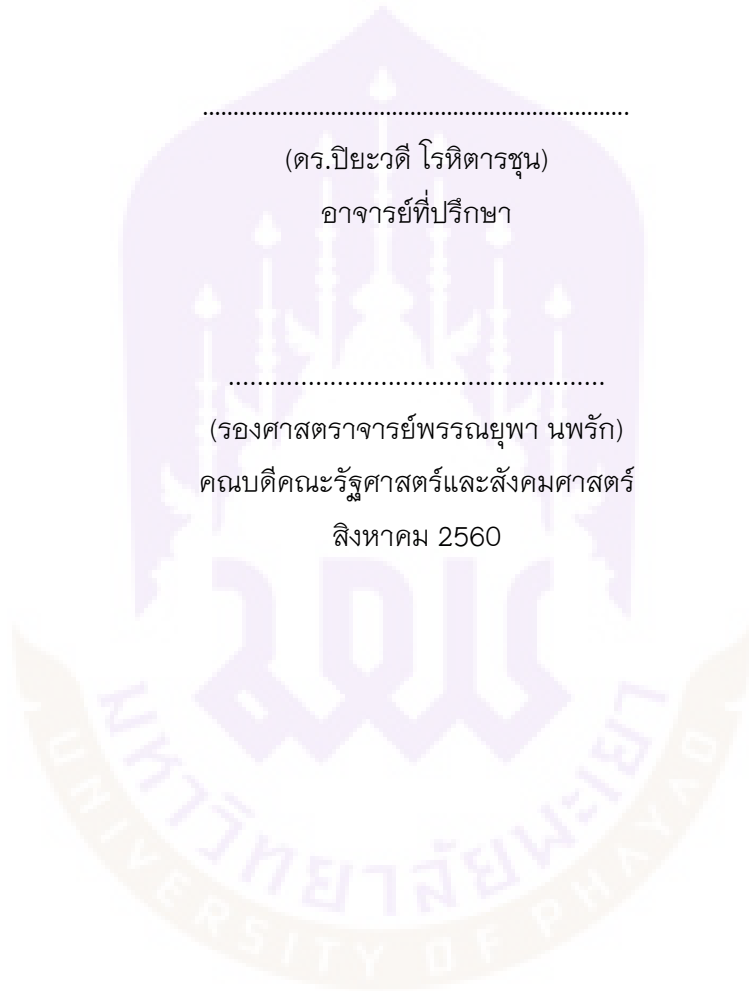 ......................................................................
(ดร.ปิยะวดี โรหิตารชุน)
อาจารย์ที่ปรึกษา
....................................................
(รองศาสตราจารย์พรรณยุพา นพรัก)
คณบดีคณะรัฐศาสตร์และสังคมศาสตร์
สิงหาคม 2560
มพย
มหาวิทยาลัยพะเยา
UNIVERSITY OF PHAYAO